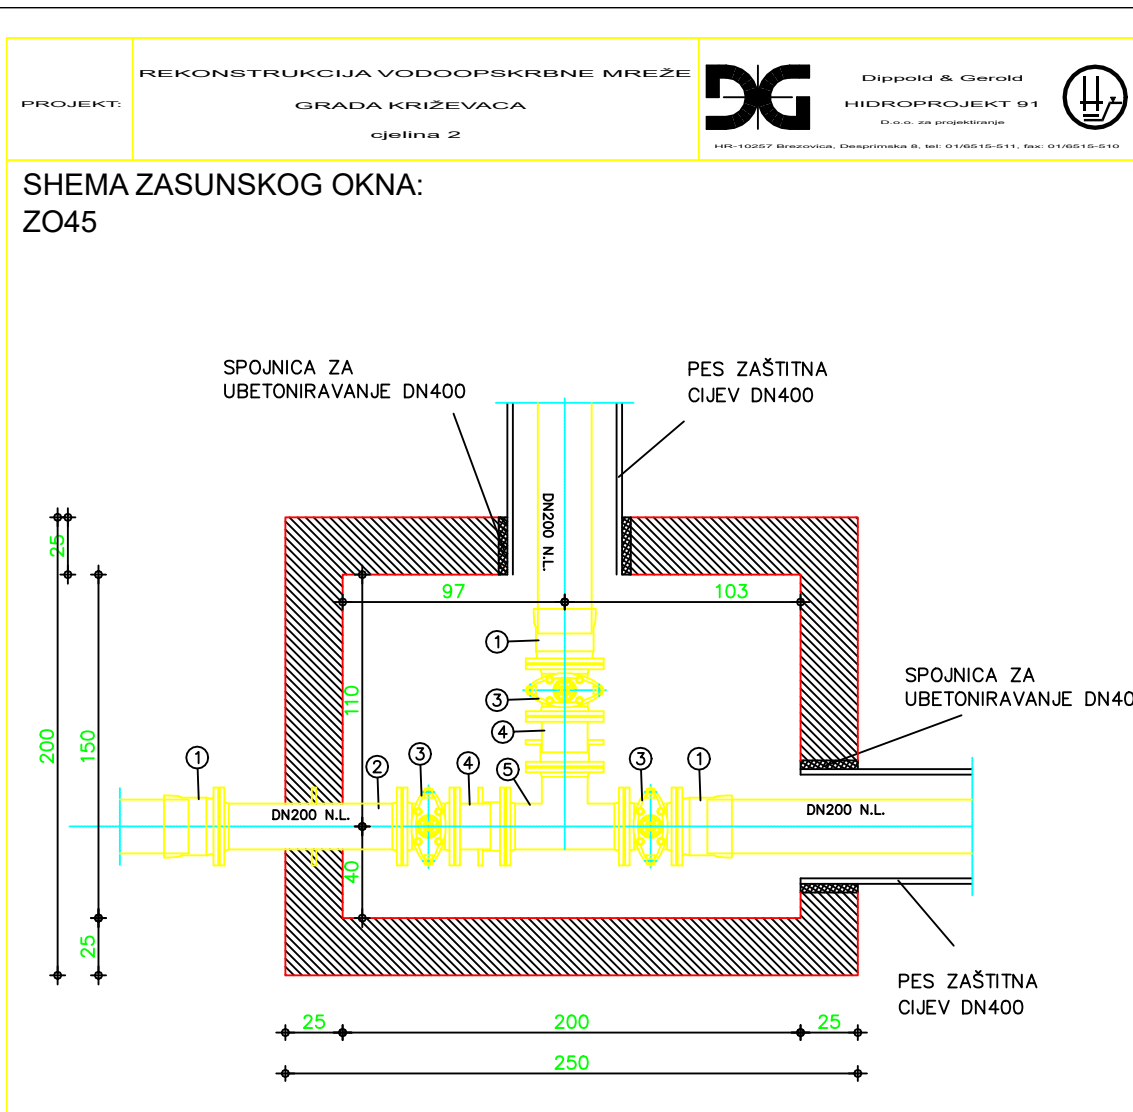 PROJEKT:
REKONSTRUKCIJA VODOOPSKRBNE MREŽE
GRADA KRIŽEVACA
cjelina 2
DG
Dippold & Gerold
HIDROPROJEKT 91
D.o.o. za projektiranje
HR-10257 Brezovica, Desprimska 8, tel: 01/6515-511, fax: 01/6515-510
SHEMA ZASUNSKOG OKNA:
ZO45
SPOJNICA ZA
UBETONIRAVANJE DN400
PES ZAŠTITNA
CIJEV DN400
DN200 N.L.
25
97
103
1
110
3
4
SPOJNICA ZA
UBETONIRAVANJE DN40
200
150
1
2
3
4
5
3
1
DN200 N.L.
DN200 N.L.
40
25
PES ZAŠTITNA
CIJEV DN400
25
200
25
250